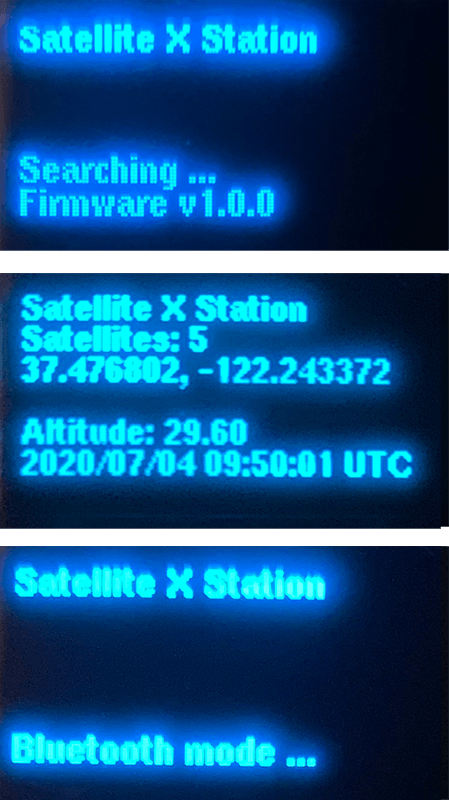 Satellite X Station
Searching ...
Firmware v1.0.0
Satellite X Station
Satellites: 5
37.476802, -122.243372
Altitude: 29.60
2020/07/04 09:50:01 UTC
Satellite X Station
Bluetooth mode ...